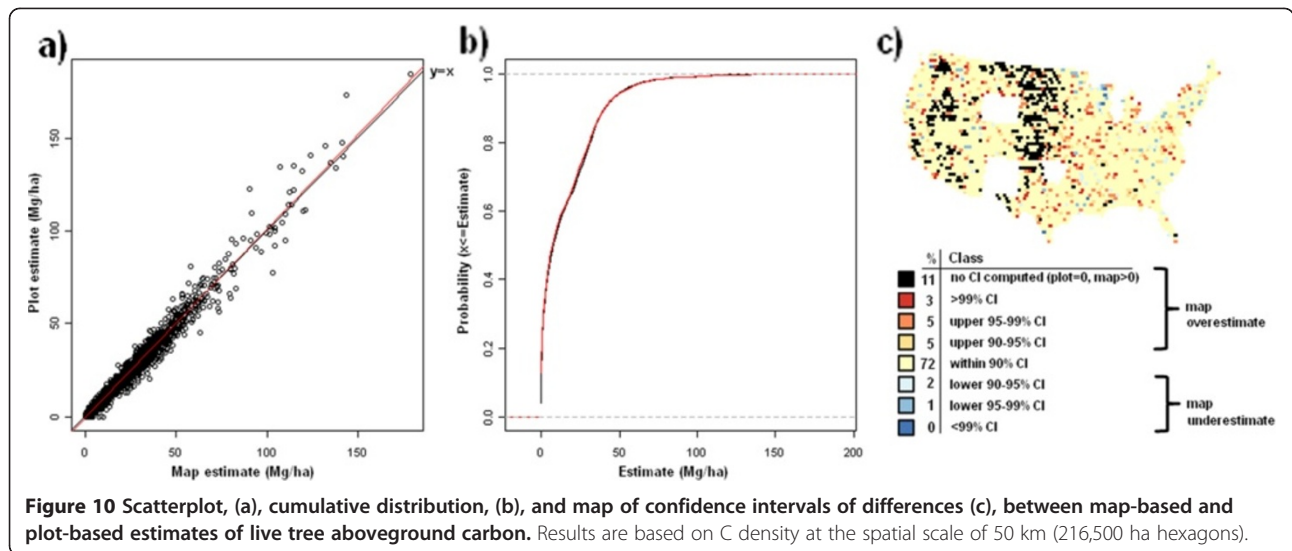 a)
y=x
Plot estimate (Mg/ha)
0 50 100 150
0 50 100 150
Map estimate (Mg/ha)
b)
Probability (x<=Estimate)
0.0 0.2 0.4 0.6 0.8 1.0
0 50 100 150 200
Estimate (Mg/ha)
c)
% Class
11 no CI computed (plot=0, map>0)
3 >99% CI
5 upper 95-99% CI
5 upper 90-95% CI
72 within 90% CI
2 lower 90-95% CI
1 lower 95-99% CI
0 <99% CI
map
overestimate
map
underestimate
Figure 10 Scatterplot, (a), cumulative distribution, (b), and map of confidence intervals of differences (c), between map-based and
plot-based estimates of live tree aboveground carbon. Results are based on C density at the spatial scale of 50 km (216,500 ha hexagons).